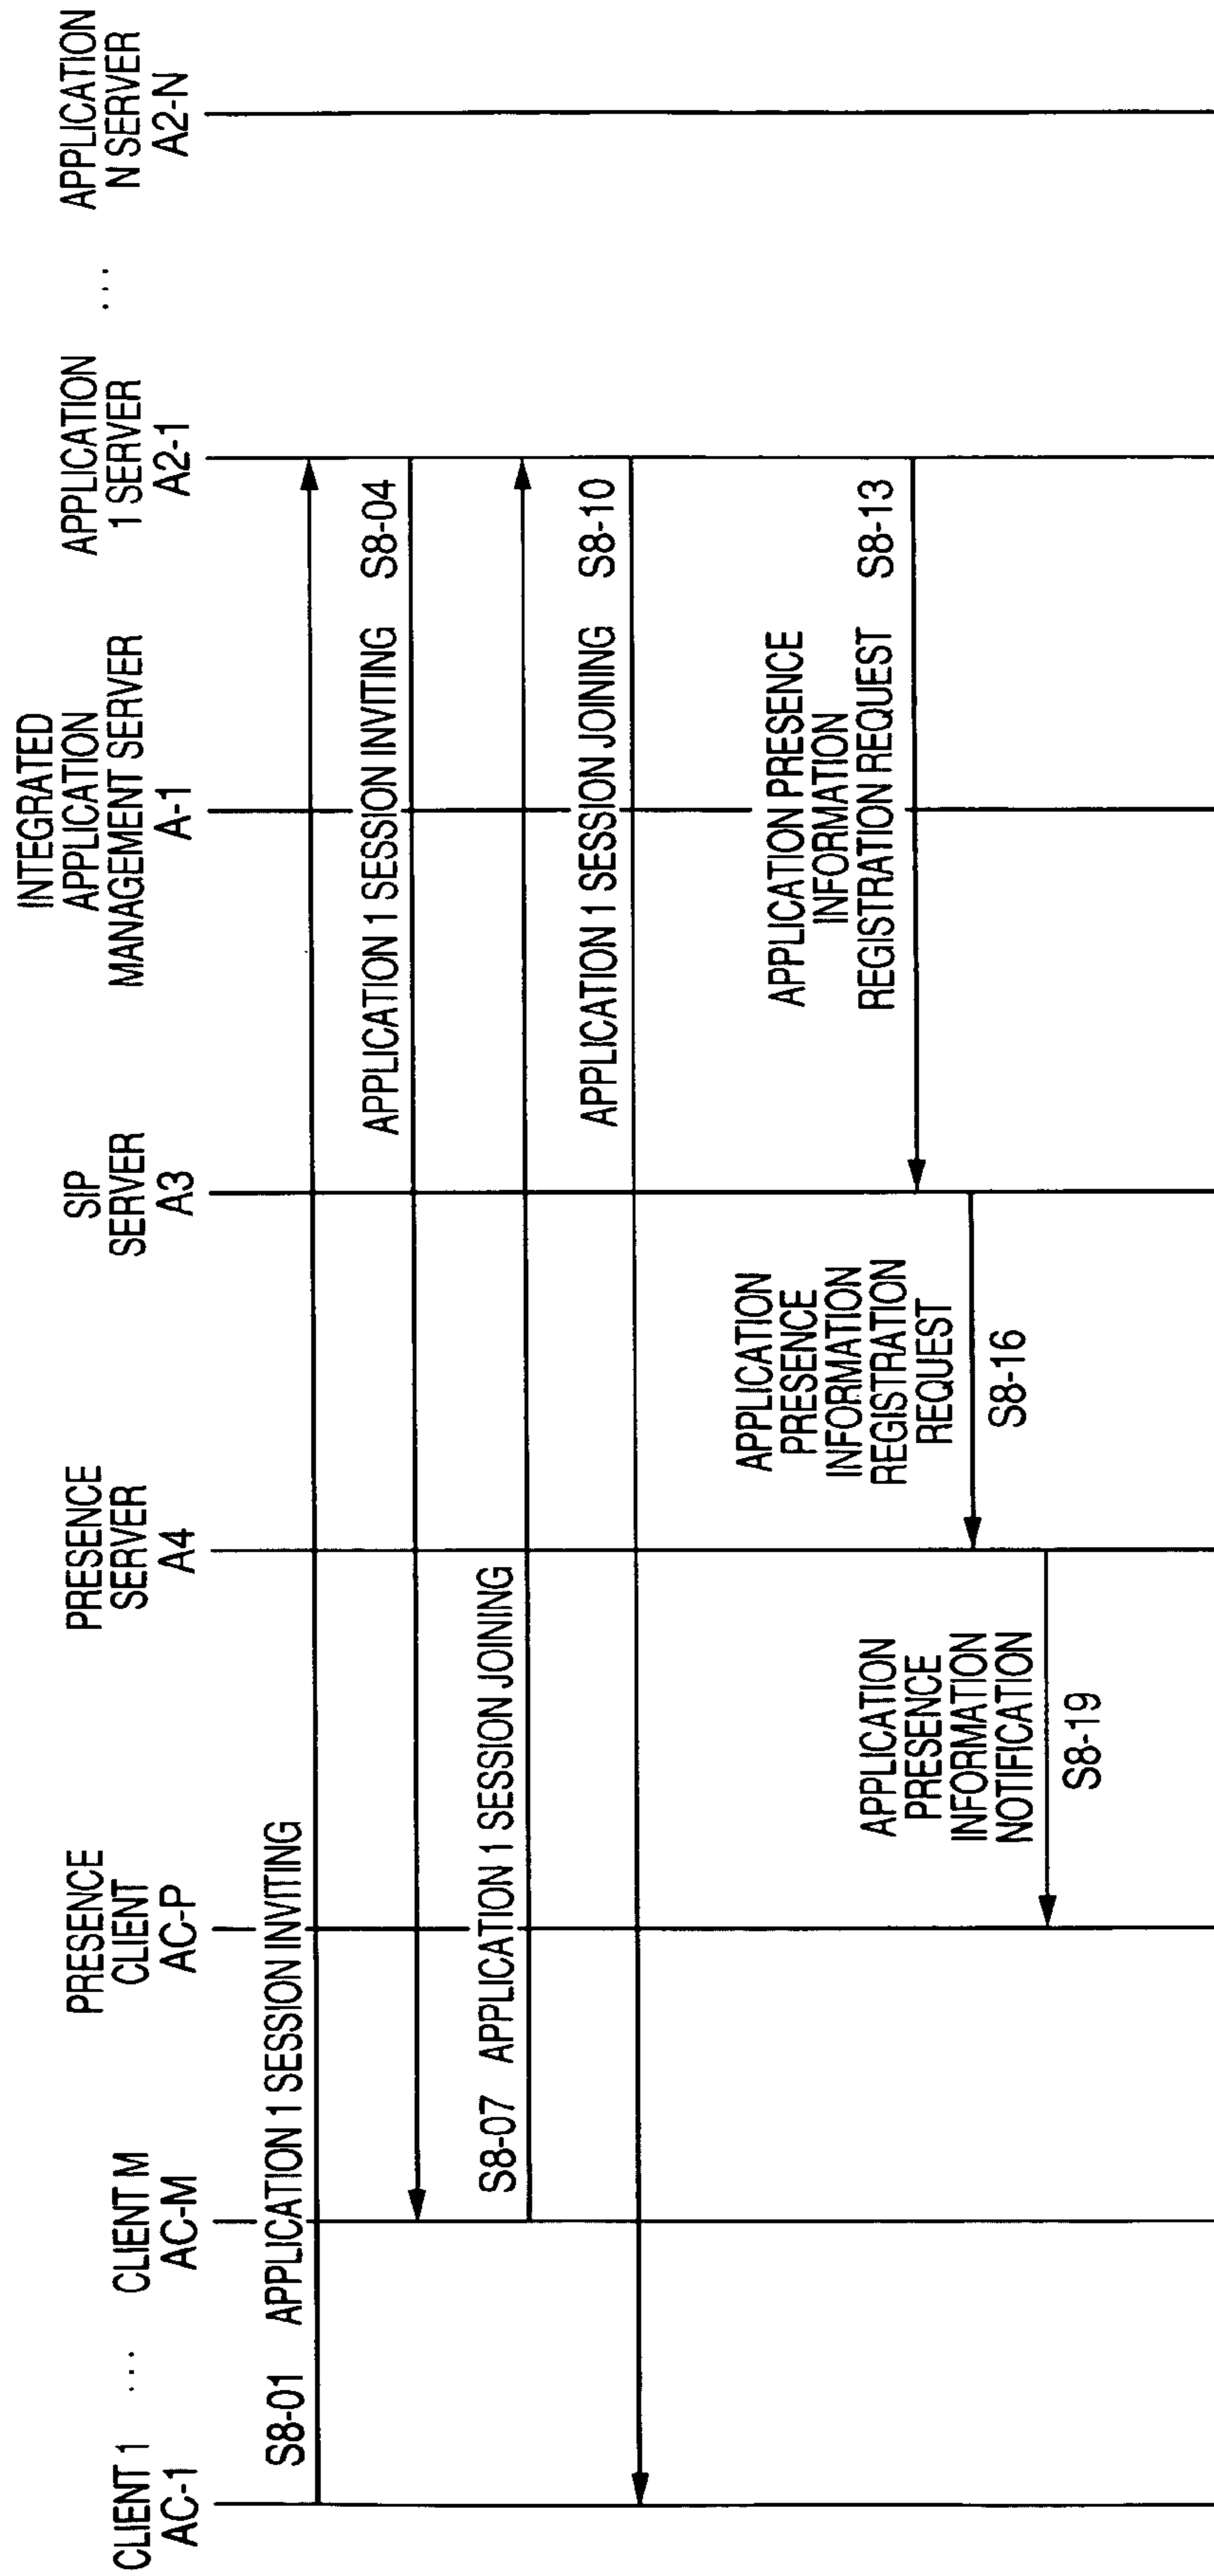 CLIENT 1
AC-1
...
CLIENT M
AC-M
PRESENCE
CLIENT
AC-P
PRESENCE
SERVER
A4
SIP
SERVER
A3
INTEGRATED
APPLICATION
MANAGEMENT SERVER
A-1
APPLICATION
1 SERVER
A2-1
...
APPLICATION
N SERVER
A2-N
S8-01 APPLICATION 1 SESSION INVITING
APPLICATION 1 SESSION INVITING S8-04
S8-07 APPLICATION 1 SESSION JOINING
APPLICATION 1 SESSION JOINING S8-10
APPLICATION PRESENCE
INFORMATION
REGISTRATION REQUEST S8-13
APPLICATION
PRESENCE
INFORMATION
REGISTRATION
REQUEST
S8-16
APPLICATION
PRESENCE
INFORMATION
NOTIFICATION
S8-19